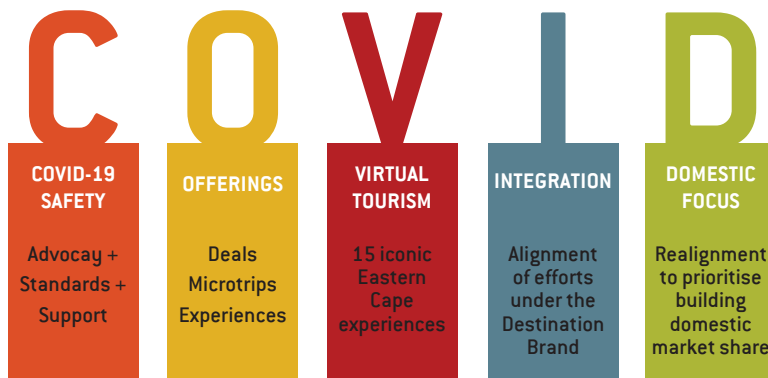 C O V I D
COVID-19
SAFETY
Advocay +
Standards +
Support
OFFERINGS
Deals
Microtrips
Experiences
VIRTUAL
TOURISM
15 iconic
Eastern
Cape
experiences
INTEGRATION
Alignment
of efforts
under the
Destination
Brand
DOMESTIC
FOCUS
Realignment
to prioritise
building
domestic
market share